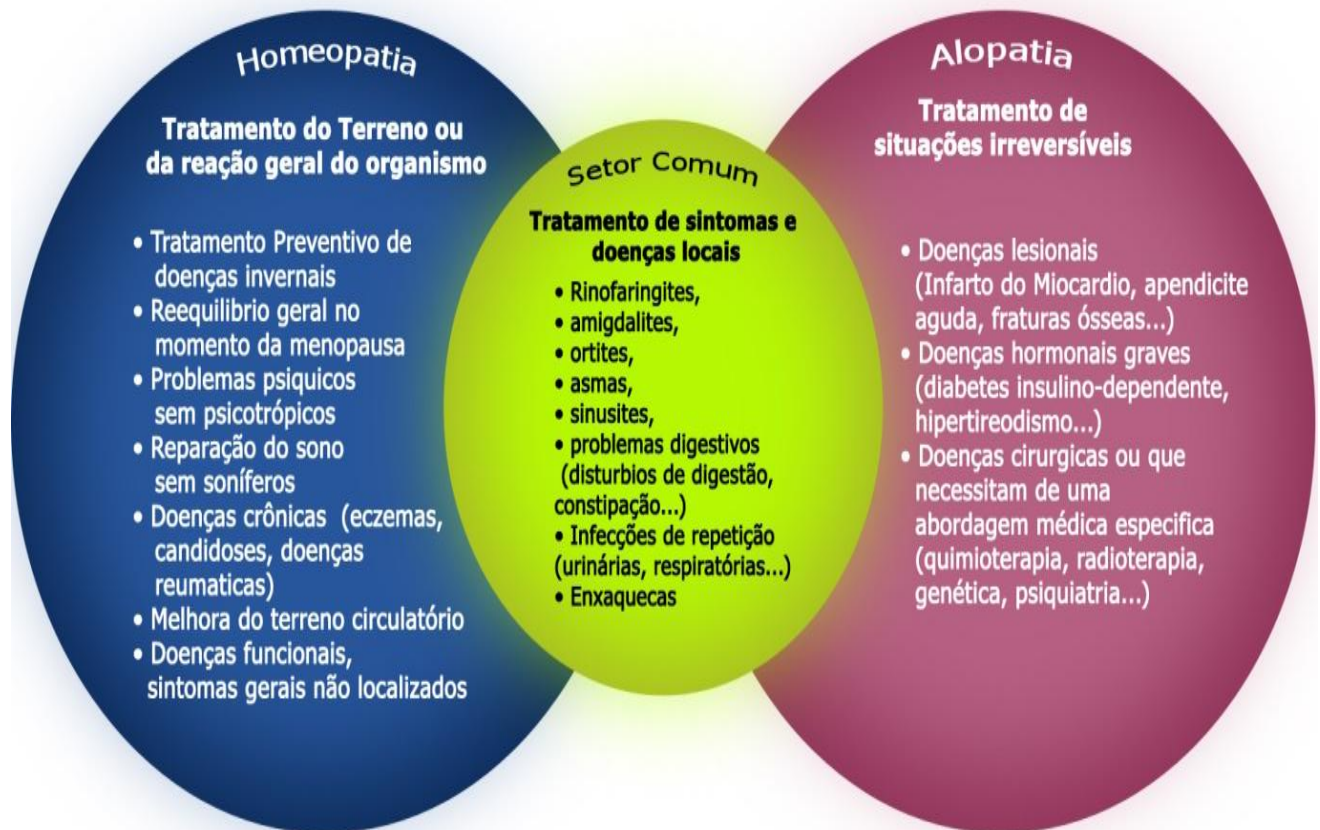 Homeopatia
Tratamento do Terreno ou
da reação geral do organismo
• Tratamento Preventivo de
doenças invernais
• Reequilibrio geral no
momento da menopausa
• Problemas psiquicos
sem psicotrópicos
• Reparação do sono
sem soníferos
• Doenças crônicas (eczemas,
candidoses, doenças
reumaticas)
• Melhora do terreno circulatório
• Doenças funcionais,
sintomas gerais não localizados
Setor Comum
Tratamento de sintomas e
doenças locais
• Rinofaringites,
• amigdalites,
• ortites,
• asmas,
• sinusites,
• problemas digestivos
(disturbios de digestão,
constipação...)
• Infecções de repetição
(urinárias, respiratórias...)
• Enxaquecas
Alopatia
Tratamento de
situações irreversíveis
• Doenças lesionais
(Infarto do Miocardio, apendicite
aguda, fraturas ósseas...)
• Doenças hormonais graves
(diabetes insulino-dependente,
hipertireodismo...)
• Doenças cirurgicas ou que
necessitam de uma
abordagem médica especifica
(quimioterapia, radioterapia,
genética, psiquiatria...)